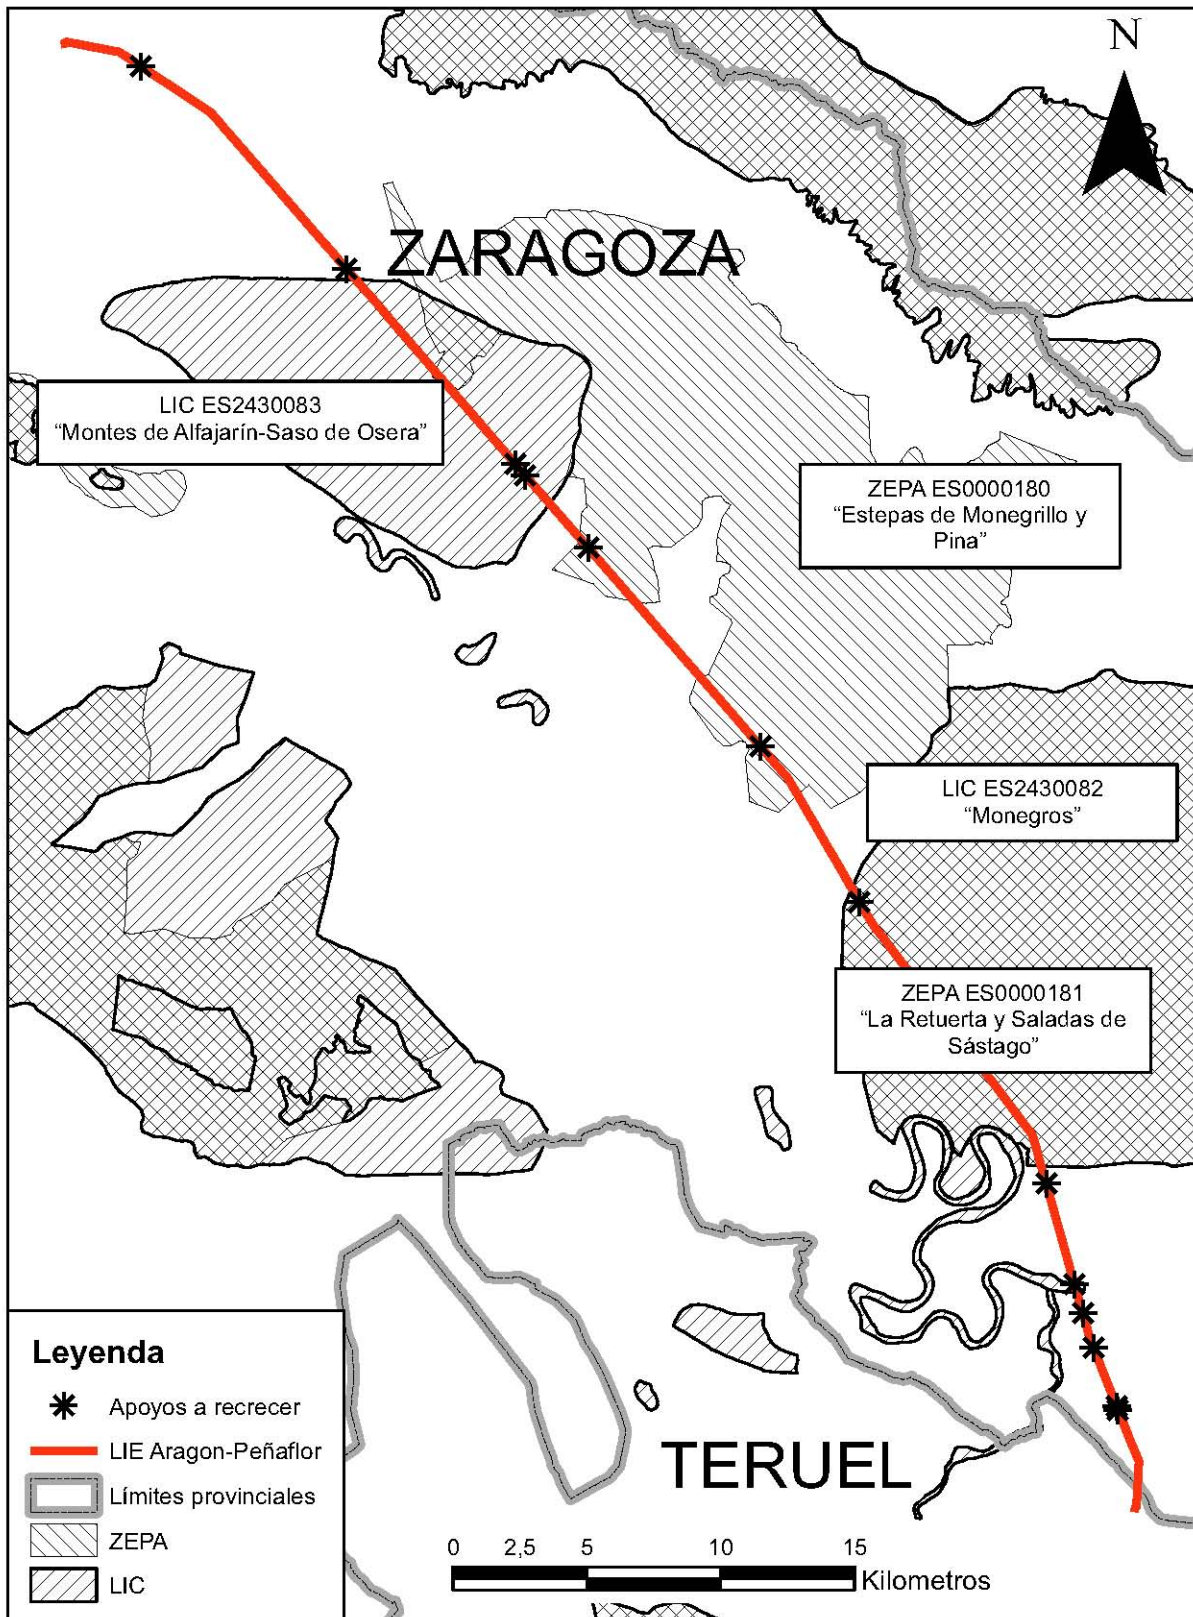 N
ZARAGOZA
LIC ES2430083
“Montes de Alfajarín-Saso de Osera”
ZEPA ES0000180
“Estepas de Monegrillo y
Pina”
LIC ES2430082
“Monegros”
ZEPA ES0000181
“La Retuerta y Saladas de
Sástago”
TERUEL
Leyenda
Apoyos a recrecer
LIE Aragon-Peñaflor
Límites provinciales
ZEPA
LIC
0 2,5 5 10 15
Kilometros